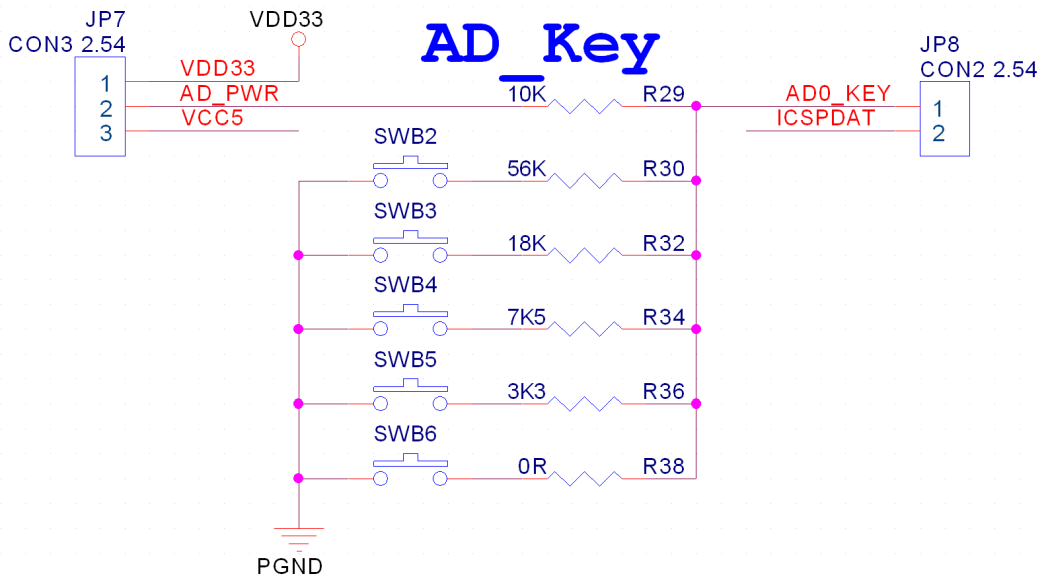 AD_Key
JP7
CON3 2.54
VDD33
JP8
CON2 2.54
1
VDD33
2
AD_PWR
3
VCC5
10K
R29
AD0_KEY
1
ICSPDAT
2
SWB2
56K
R30
SWB3
18K
R32
SWB4
7K5
R34
SWB5
3K3
R36
SWB6
0R
R38
PGND